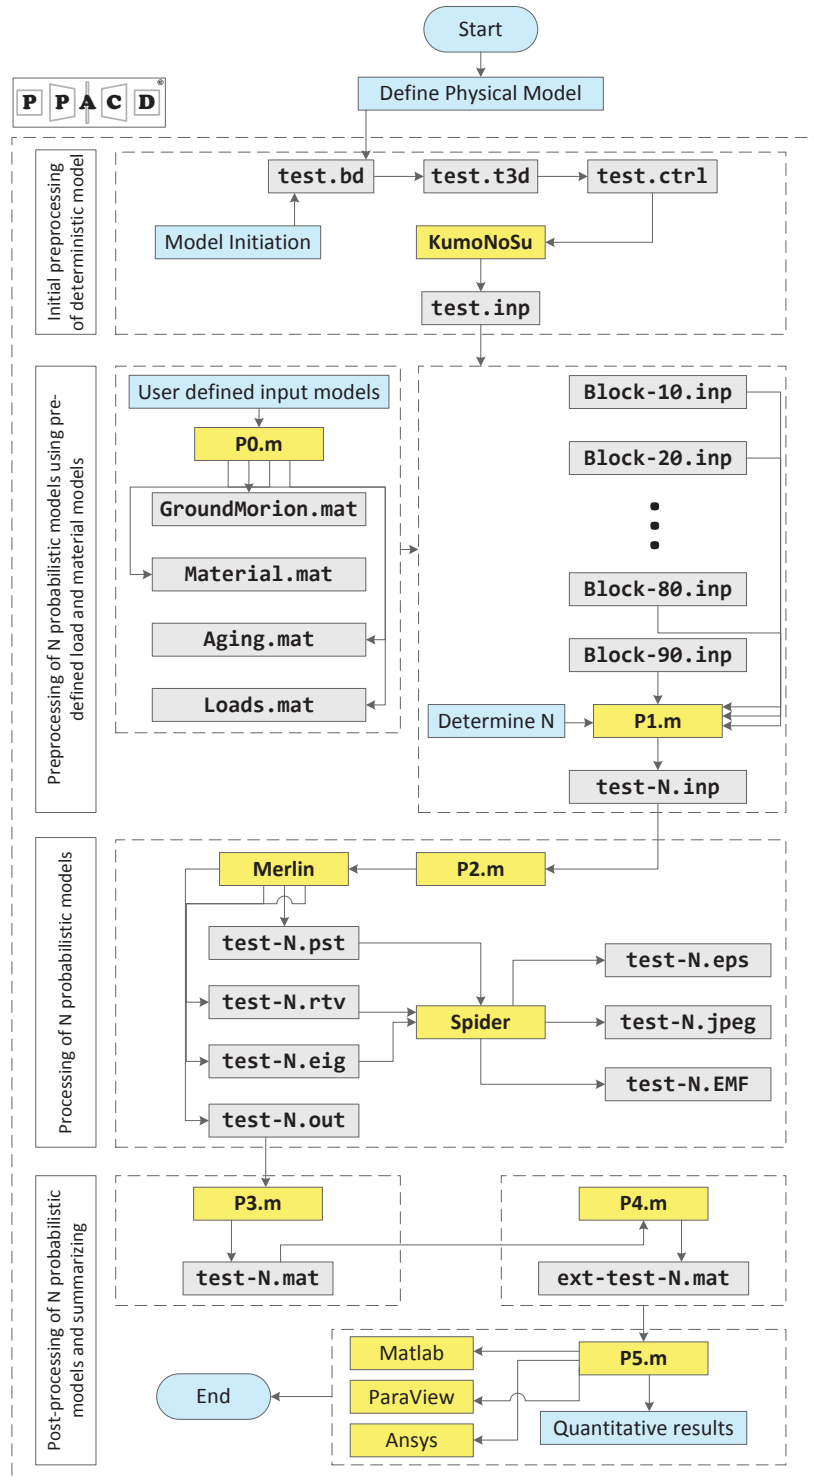 Start
P P A C D ©
Define Physical Model
Initial preprocessing
of deterministic model
test.bd
test.t3d
test.ctrl
Model Initiation
KumoNoSu
test.inp
Preprocessing of N probabilistic models using pre-
defined load and material models
User defined input models
P0.m
GroundMorion.mat
Material.mat
Aging.mat
Loads.mat
Block-10.inp
Block-20.inp
Block-80.inp
Block-90.inp
Determine N
P1.m
test-N.inp
Processing of N probabilistic models
Merlin
P2.m
test-N.pst
test-N.rtv
test-N.eig
test-N.out
Spider
test-N.eps
test-N.jpeg
test-N.EMF
Post-processing of N probabilistic
models and summarizing
P3.m
test-N.mat
P4.m
ext-test-N.mat
P5.m
Matlab
ParaView
Ansys
Quantitative results
End